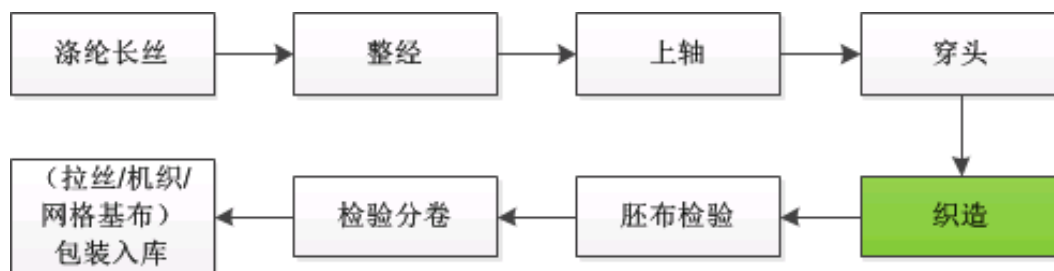 涤纶长丝
整经
上轴
穿头
织造
胚布检验
检验分卷
（拉丝/机织/
网格基布）
包装入库